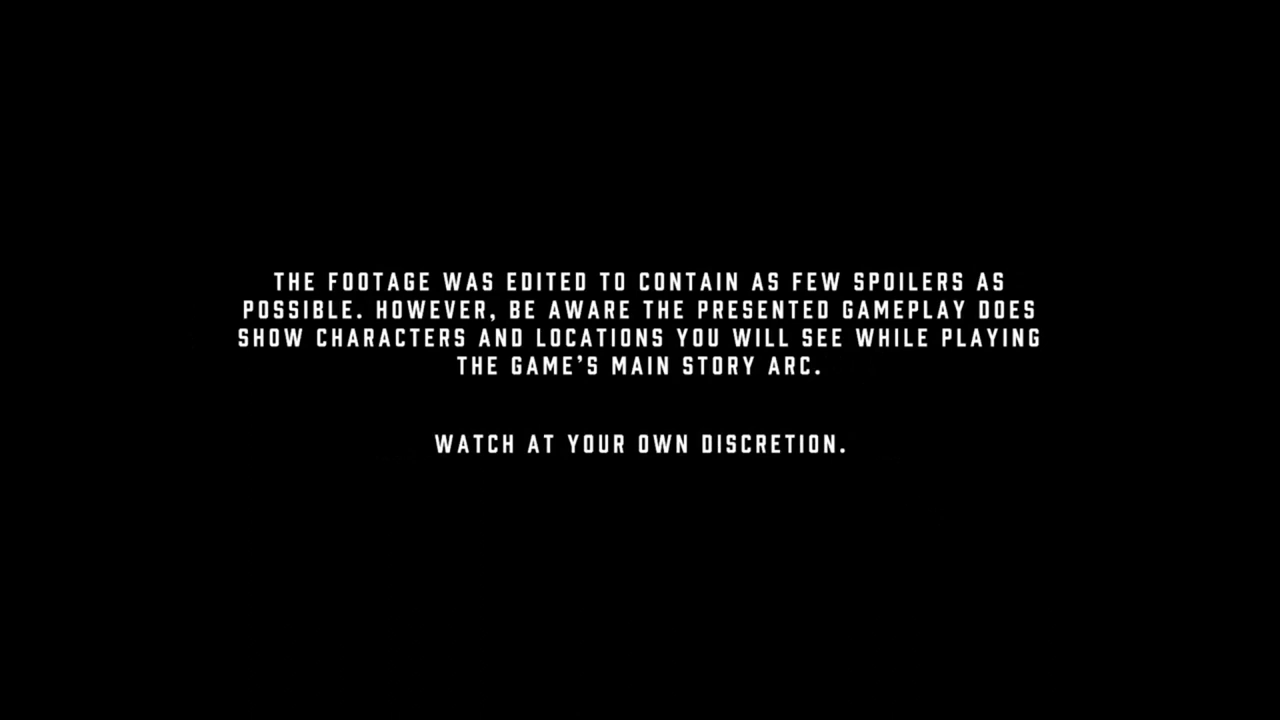 THE FOOTAGE WAS EDITED TO CONTAIN AS FEW SPOILERS AS
POSSIBLE. HOWEVER, BE AWARE THE PRESENTED GAMEPLAY DOES
SHOW CHARACTERS AND LOCATIONS YOU WILL SEE WHILE PLAYING
THE GAME’S MAIN STORY ARC.
WATCH AT YOUR OWN DISCRETION.